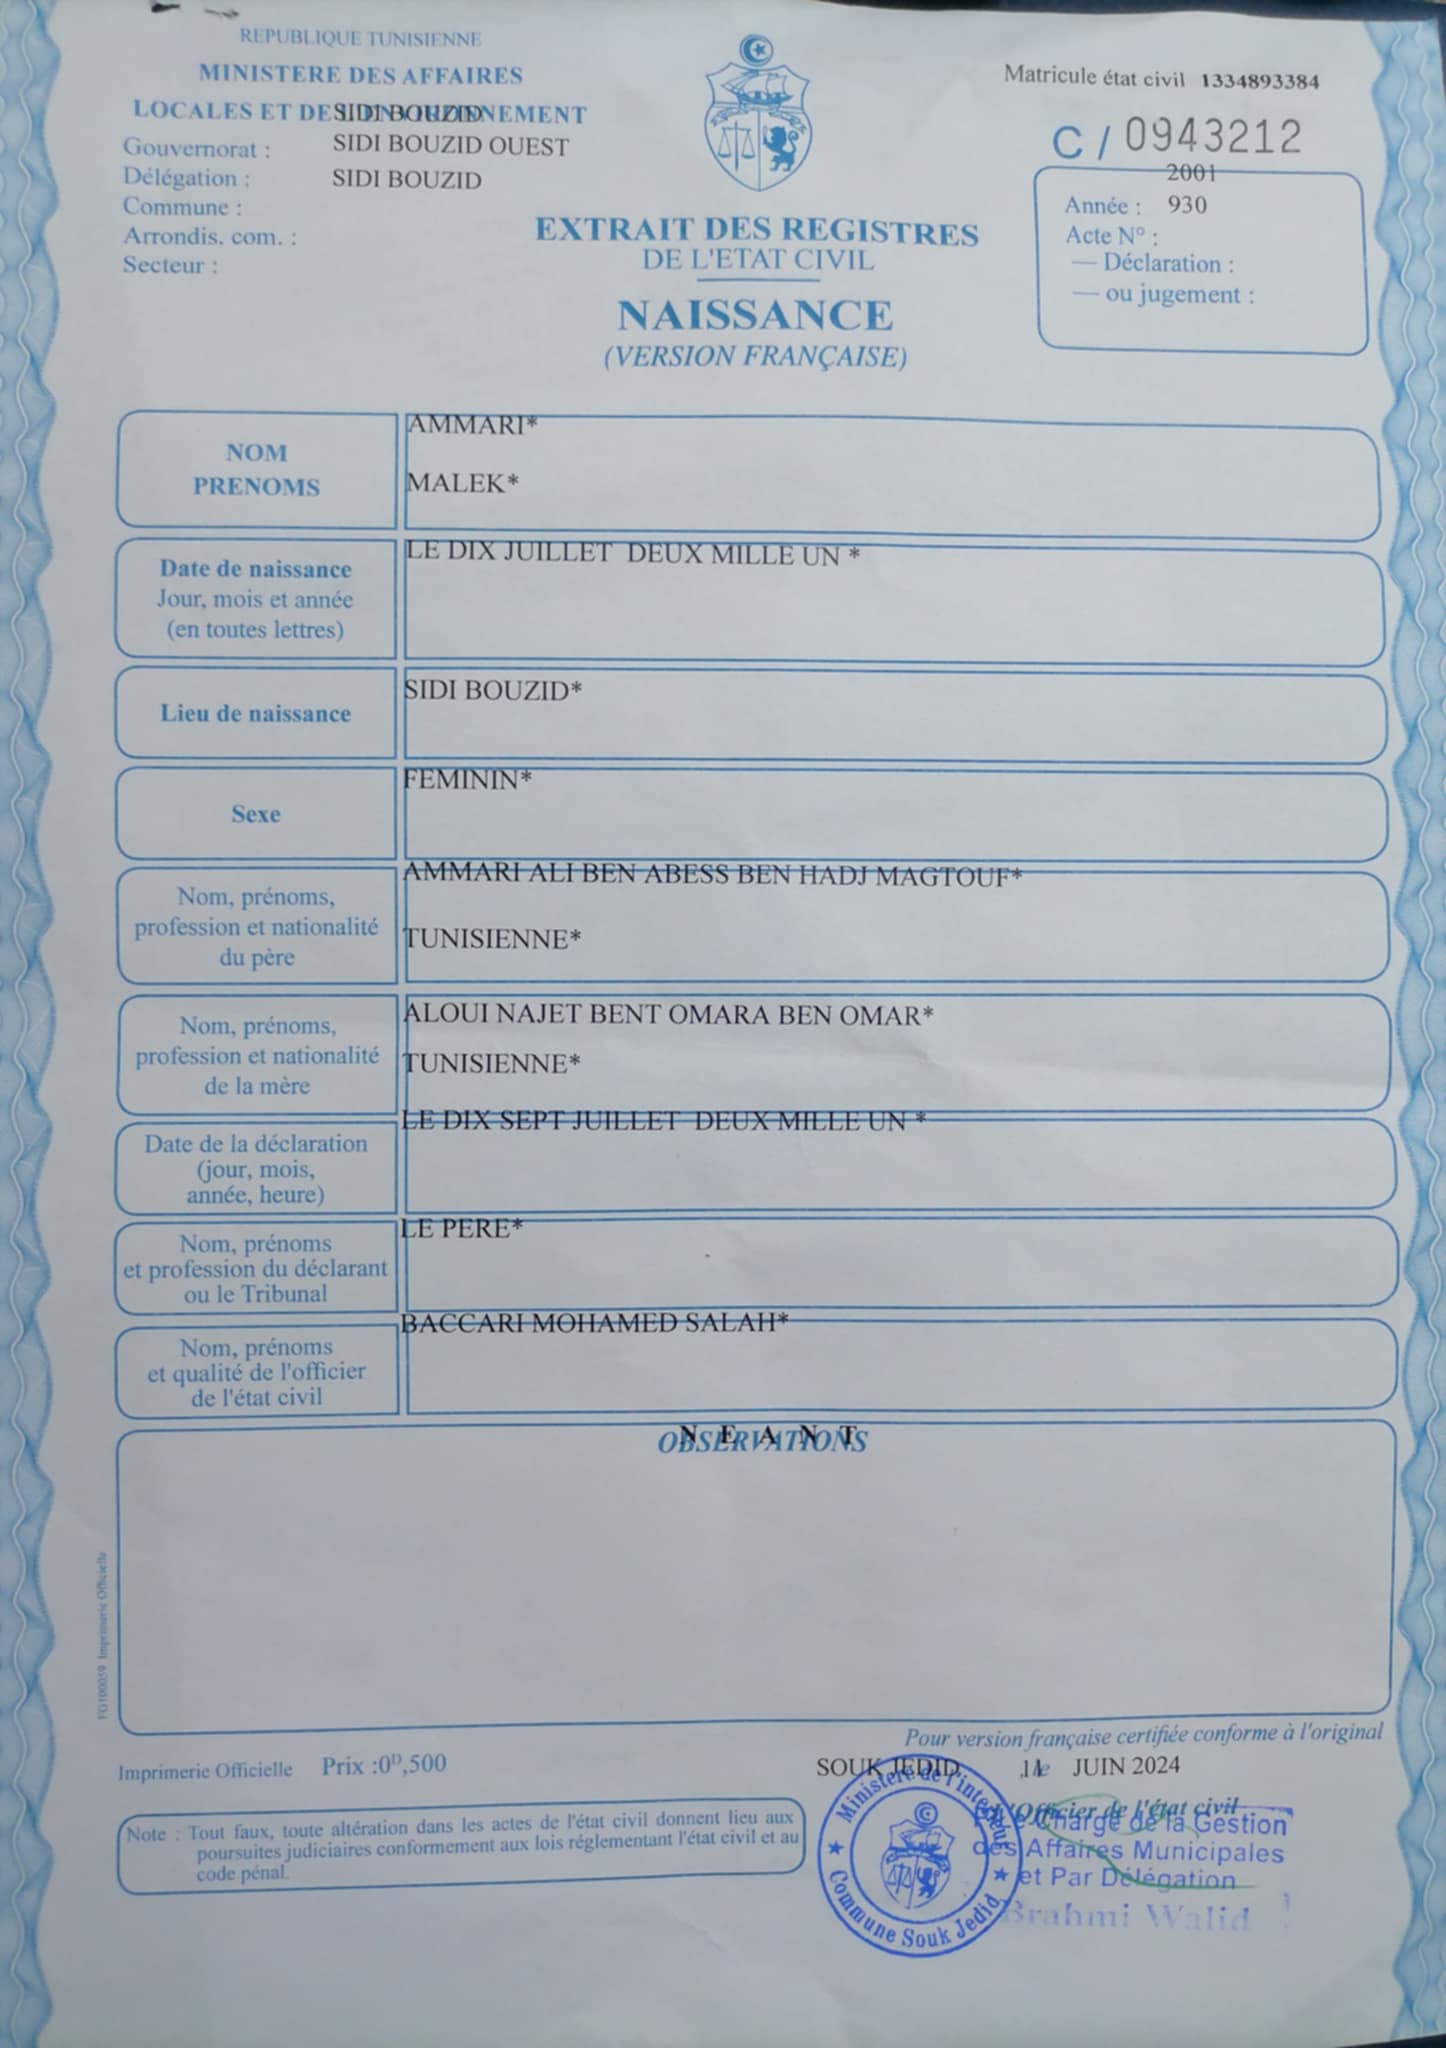 REPUBLIQUE TUNISIENNE
MINISTERE DES AFFAIRES
LOCALES ET DE L'ENVIRONNEMENT
Matricule état civil 1334893384
C / 0943212
Gouvernorat : SIDI BOUZID
Délégation : SIDI BOUZID OUEST
Commune : SIDI BOUZID
Arrondis. com. :
Secteur :
Année : 2001
Acte N° : 930
— Déclaration :
— ou jugement :
EXTRAIT DES REGISTRES
DE L'ETAT CIVIL
NAISSANCE
(VERSION FRANÇAISE)
NOM AMMARI*
PRENOMS MALEK*
Date de naissance
Jour, mois et année
(en toutes lettres)
LE DIX JUILLET DEUX MILLE UN *
Lieu de naissance
SIDI BOUZID*
Sexe
FEMININ*
Nom, prénoms,
profession et nationalité
du père
AMMARI ALI BEN ABESS BEN HADJ MAGTOUF*
TUNISIENNE*
Nom, prénoms,
profession et nationalité
de la mère
ALOUI NAJET BENT OMARA BEN OMAR*
TUNISIENNE*
Date de la déclaration
(jour, mois,
année, heure)
LE DIX SEPT JUILLET DEUX MILLE UN *
Nom, prénoms
et profession du déclarant
ou le Tribunal
LE PERE*
Nom, prénoms
et qualité de l'officier
de l'état civil
BACCARI MOHAMED SALAH*
OBSERVATIONS
N E A N T
FG100059 Imprimerie Officielle
Pour version française certifiée conforme à l'original
Imprimerie Officielle Prix :0D,500
SOUK JEDID, le 11 JUIN 2024
L'Officier de l'état civil
Note : Tout faux, toute altération dans les actes de l'état civil donnent lieu aux
poursuites judiciaires conformement aux lois réglementant l'état civil et au
code pénal.
Ministère de l'intérieur
Commune Souk Jedid
Chargé de la Gestion
des Affaires Municipales
et Par Délégation
Brahmi Walid